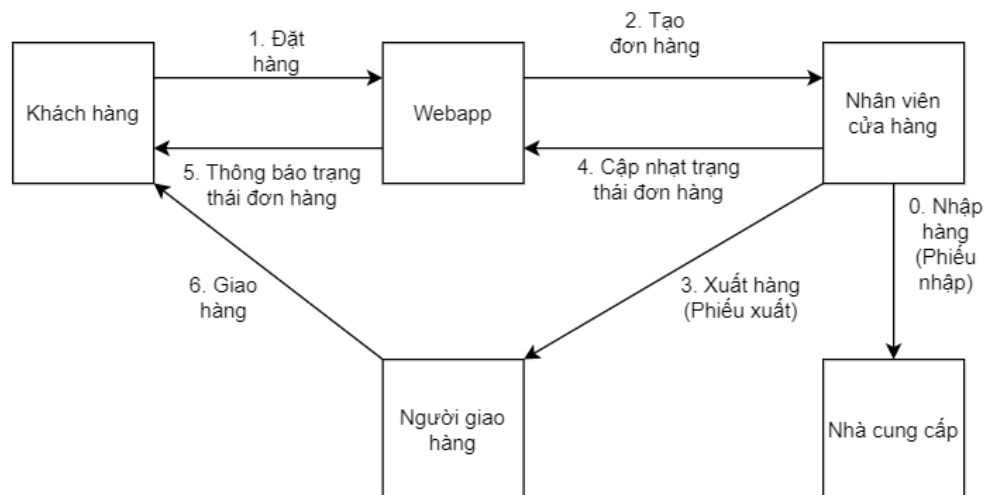 1. Đặt
hàng
2. Tạo
đơn hàng
Khách hàng
Webapp
Nhân viên
cửa hàng
5. Thông báo trạng
thái đơn hàng
4. Cập nhạt trạng
thái đơn hàng
0. Nhập
hàng
(Phiếu
nhập)
6. Giao
hàng
3. Xuất hàng
(Phiếu xuất)
Người giao
hàng
Nhà cung cấp